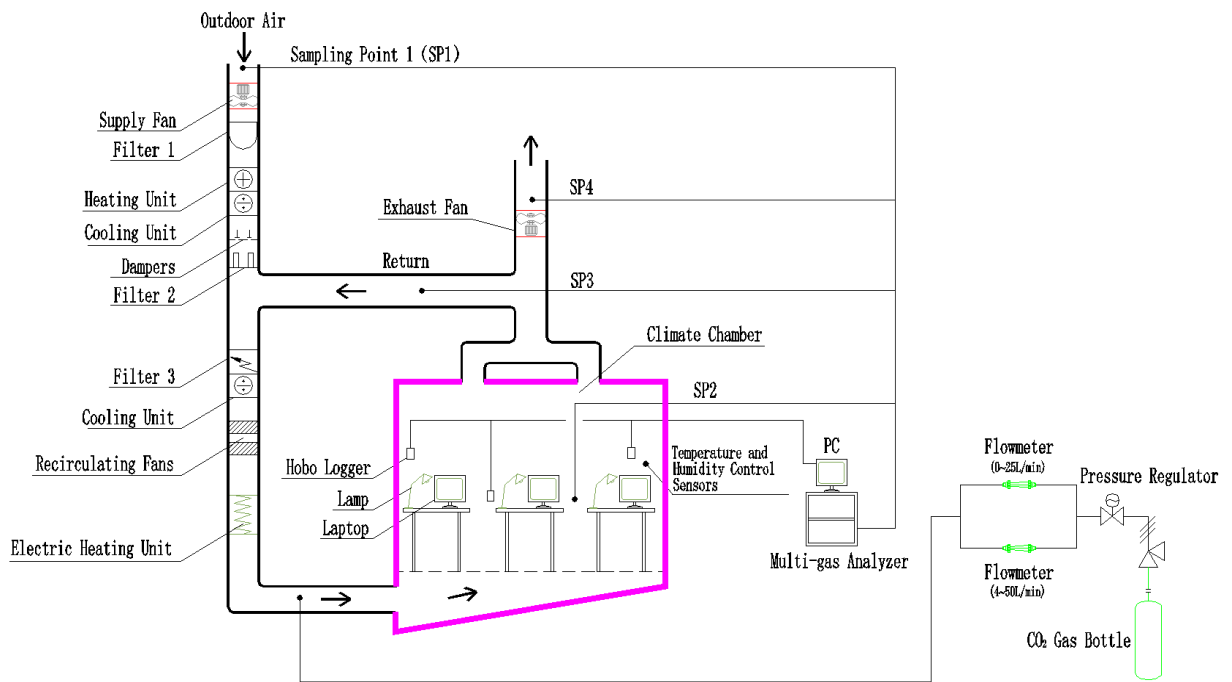 Outdoor Air
Sampling Point 1 (SP1)
Supply Fan
Filter 1
Heating Unit
Cooling Unit
Dampers
Filter 2
Return
Exhaust Fan
SP4
SP3
Climate Chamber
Filter 3
Cooling Unit
SP2
Recirculating Fans
Hobo Logger
Lamp
Laptop
Temperature and
Humidity Control
Sensors
PC
Electric Heating Unit
Multi-gas Analyzer
Flowmeter
(0~25L/min)
Pressure Regulator
Flowmeter
(4~50L/min)
CO₂ Gas Bottle